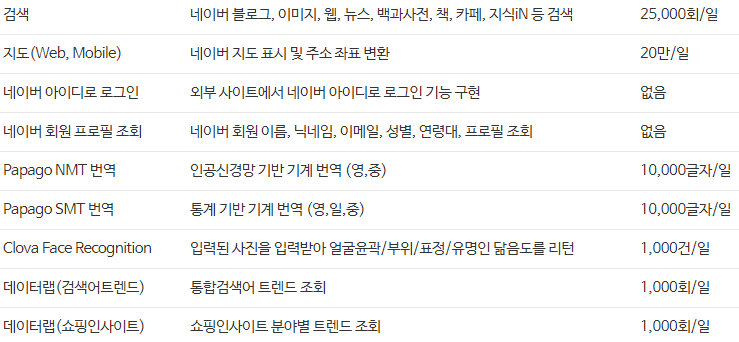 검색 네이버 블로그, 이미지, 웹, 뉴스, 백과사전, 책, 카페, 지식iN 등 검색 25,000회/일
지도(Web, Mobile) 네이버 지도 표시 및 주소 좌표 변환 20만/일
네이버 아이디로 로그인 외부 사이트에서 네이버 아이디로 로그인 기능 구현 없음
네이버 회원 프로필 조회 네이버 회원 이름, 닉네임, 이메일, 성별, 연령대, 프로필 조회 없음
Papago NMT 번역 인공신경망 기반 기계 번역 (영,중) 10,000글자/일
Papago SMT 번역 통계 기반 기계 번역 (영,일,중) 10,000글자/일
Clova Face Recognition 입력된 사진을 입력받아 얼굴윤곽/부위/표정/유명인 닮음도를 리턴 1,000건/일
데이터랩(검색어트렌드) 통합검색어 트렌드 조회 1,000회/일
데이터랩(쇼핑인사이트) 쇼핑인사이트 분야별 트렌드 조회 1,000회/일